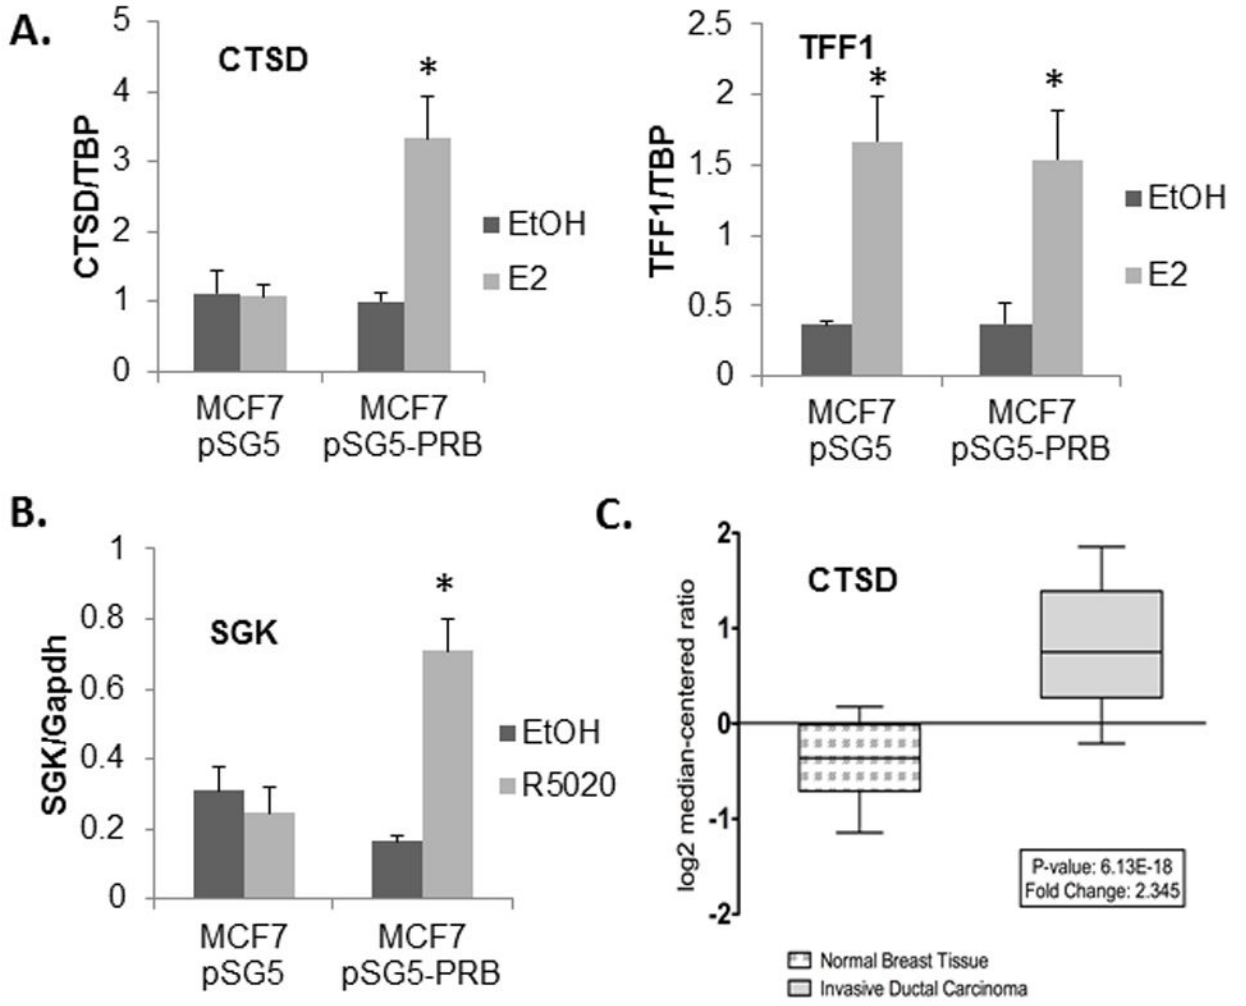 A.
CTSD
*
CTSD/TBP
5
4
3
2
1
0
EtOH
E2
MCF7
pSG5
MCF7
pSG5-PRB
TFF1
*
*
TFF1/TBP
2.5
2
1.5
1
0.5
0
EtOH
E2
MCF7
pSG5
MCF7
pSG5-PRB
B.
SGK
*
SGK/Gapdh
1
0.8
0.6
0.4
0.2
0
EtOH
R5020
MCF7
pSG5
MCF7
pSG5-PRB
C.
CTSD
log2 median-centered ratio
2
1
0
-1
-2
P-value: 6.13E-18
Fold Change: 2.345
Normal Breast Tissue
Invasive Ductal Carcinoma